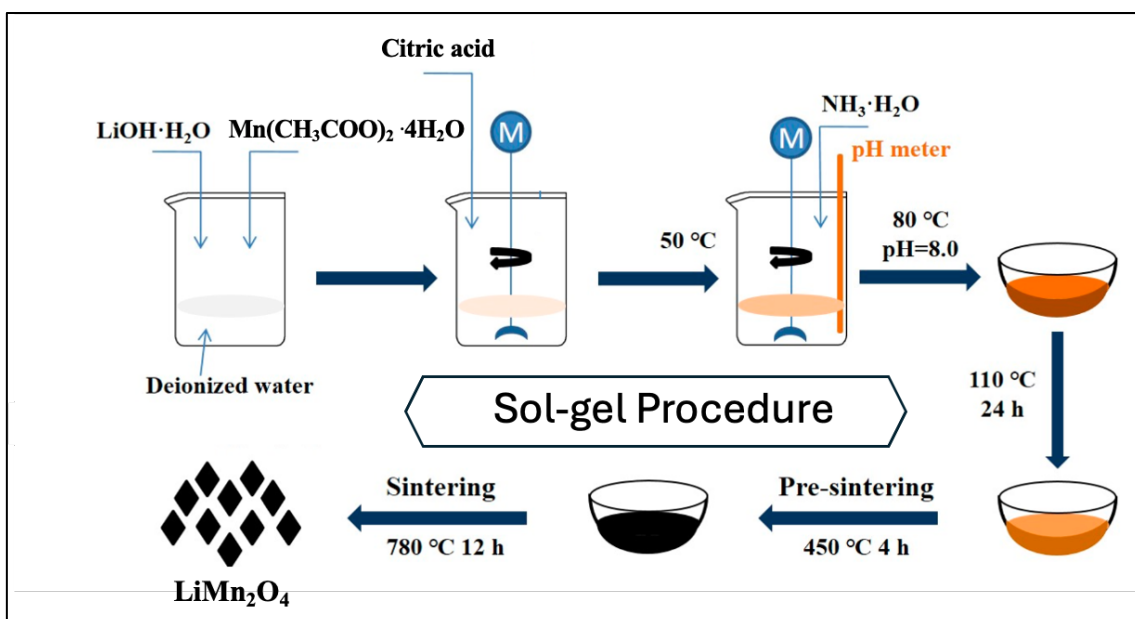 Citric acid
LiOH·H₂O
Mn(CH₃COO)₂ ·4H₂O
M
NH₃·H₂O
M
pH meter
50 °C
80 °C
pH=8.0
Deionized water
Sol-gel Procedure
110 °C
24 h
Sintering
780 °C 12 h
Pre-sintering
450 °C 4 h
LiMn₂O₄